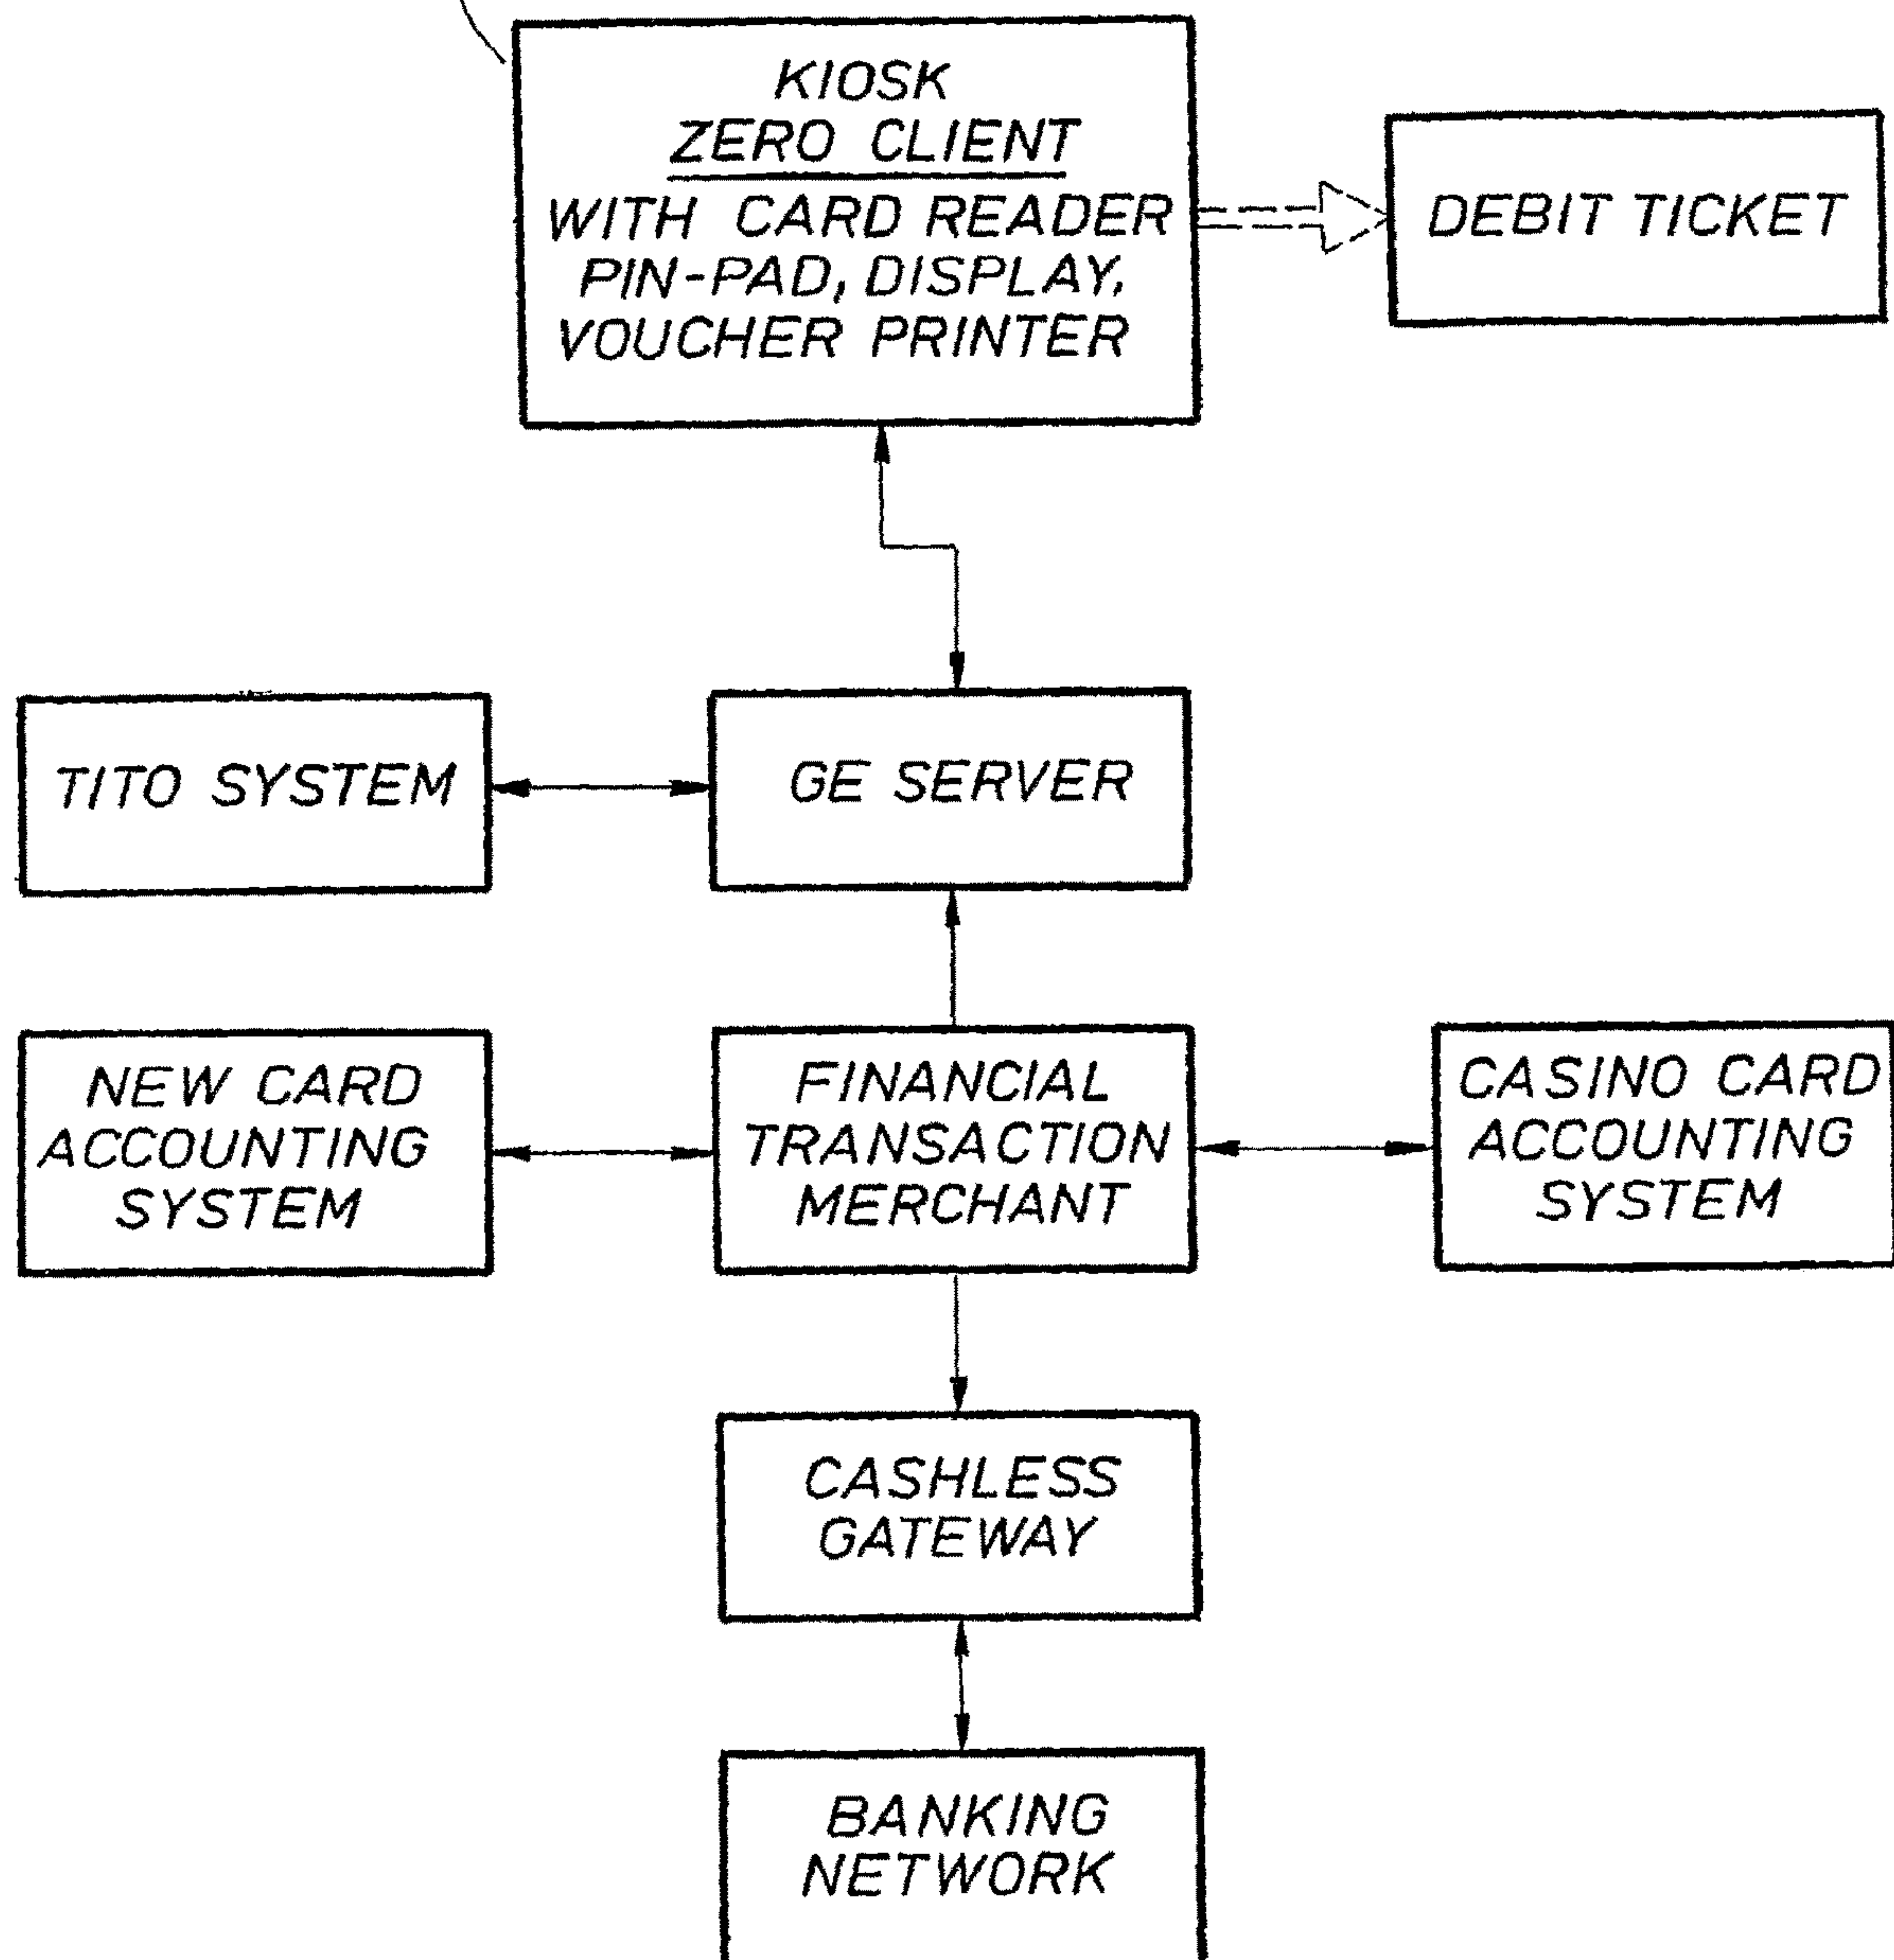 KIOSK
ZERO CLIENT
WITH CARD READER
PIN-PAD, DISPLAY,
VOUCHER PRINTER
DEBIT TICKET
TITO SYSTEM
GE SERVER
NEW CARD
ACCOUNTING
SYSTEM
FINANCIAL
TRANSACTION
MERCHANT
CASINO CARD
ACCOUNTING
SYSTEM
CASHLESS
GATEWAY
BANKING
NETWORK